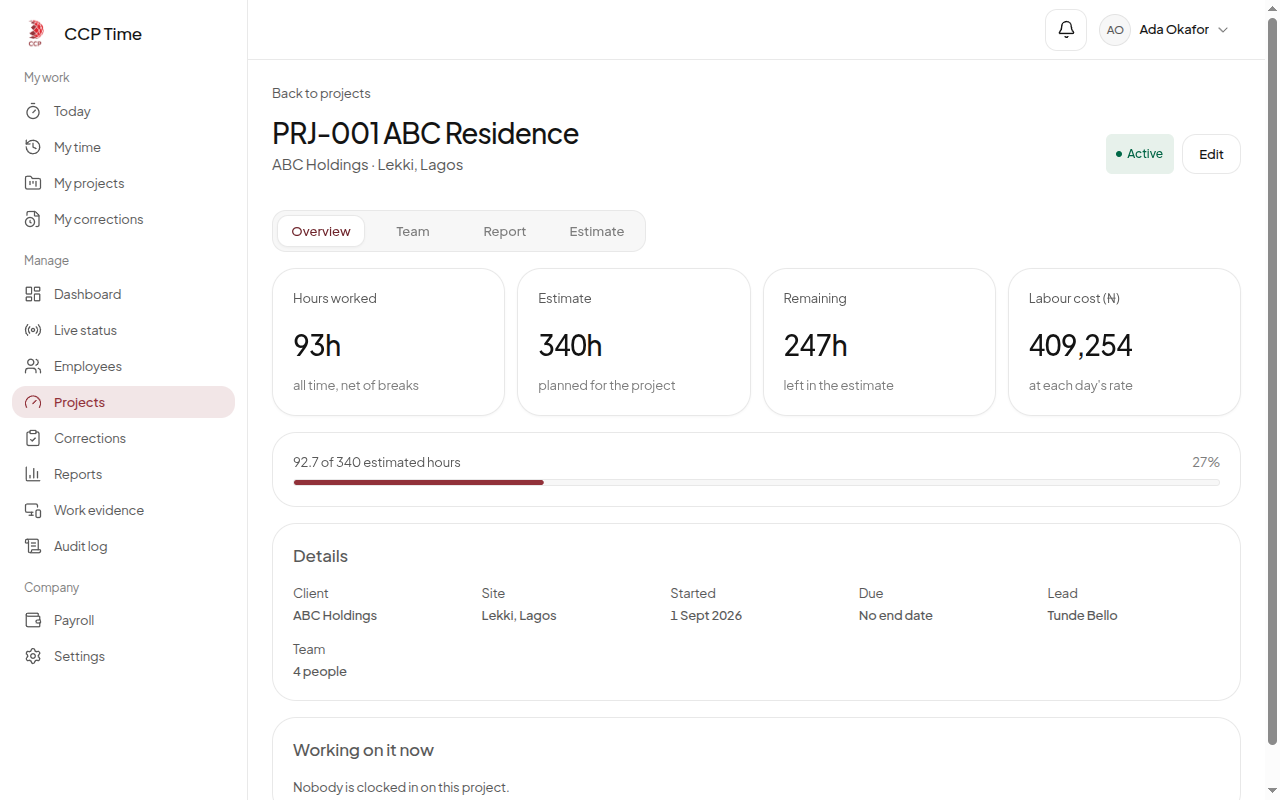 CCP
CCP Time
My work
Today
My time
My projects
My corrections
Manage
Dashboard
Live status
Employees
Projects
Corrections
Reports
Work evidence
Audit log
Company
Payroll
Settings
AO Ada Okafor
Back to projects
PRJ-001 ABC Residence
ABC Holdings · Lekki, Lagos
Active Edit
Overview Team Report Estimate
Hours worked
93h
all time, net of breaks
Estimate
340h
planned for the project
Remaining
247h
left in the estimate
Labour cost (₦)
409,254
at each day's rate
92.7 of 340 estimated hours 27%
Details
Client
ABC Holdings
Site
Lekki, Lagos
Started
1 Sept 2026
Due
No end date
Lead
Tunde Bello
Team
4 people
Working on it now
Nobody is clocked in on this project.